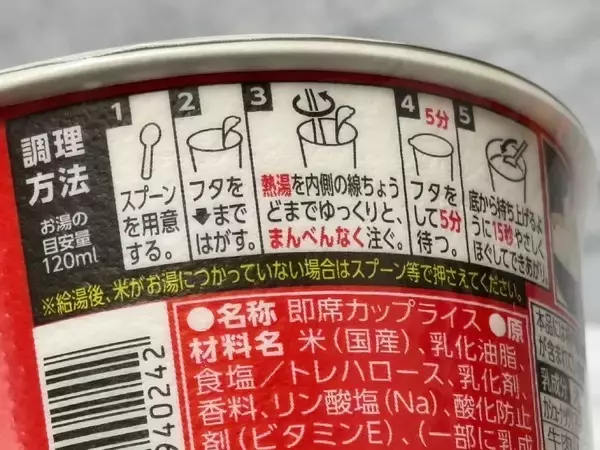 調理
方法
お湯の
目安量
120ml
1
スプーン
を用意
する。
2
フタを
⬇まで
はがす。
3
熱湯を内側の線ちょう
どまでゆっくりと、
まんべんなく注ぐ。
4
5分
フタを
して5分
待つ。
5
底から持ち上げるよ
うに15秒やさしく
ほぐしてできあがり
※給湯後、米がお湯につかっていない場合はスプーン等で押さえてください。
●名称 即席カップライス ●原
材料名 米(国産)、乳化油脂、
食塩/トレハロース、乳化剤、
香料、リン酸塩(Na)、酸化防止
剤(ビタミンE)、(一部に乳成
940242